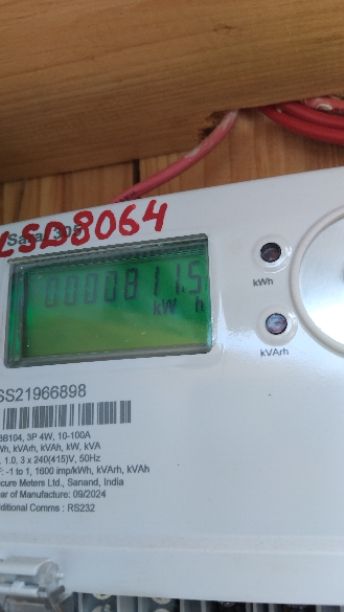 LSD8064
0000811.5
kW h
kWh
kVArh
SS21966898
3B104, 3P 4W, 10-100A
Wh, kVArh, kVAh, kW, kVA
1.0, 3 x 240(415)V, 50Hz
F: -1 to 1, 1600 imp/kWh, kVArh, kVAh
cure Meters Ltd., Sanand, India
ar of Manufacture: 09/2024
ditional Comms : RS232